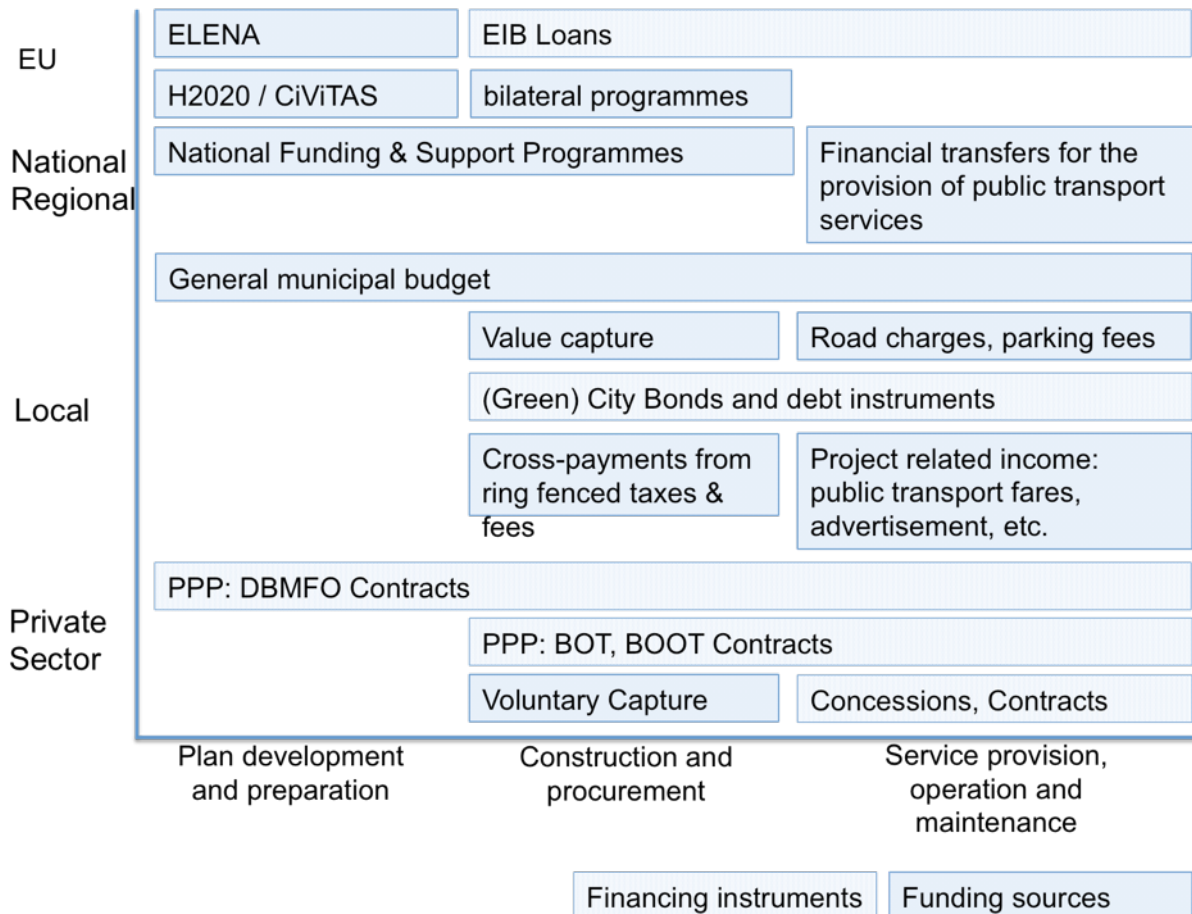 EU
ELENA
EIB Loans
H2020 / CiViTAS
bilateral programmes
National
Regional
National Funding & Support Programmes
Financial transfers for the
provision of public transport
services
General municipal budget
Local
Value capture
Road charges, parking fees
(Green) City Bonds and debt instruments
Cross-payments from
ring fenced taxes &
fees
Project related income:
public transport fares,
advertisement, etc.
Private
Sector
PPP: DBMFO Contracts
PPP: BOT, BOOT Contracts
Voluntary Capture
Concessions, Contracts
Plan development
and preparation
Construction and
procurement
Service provision,
operation and
maintenance
Financing instruments
Funding sources